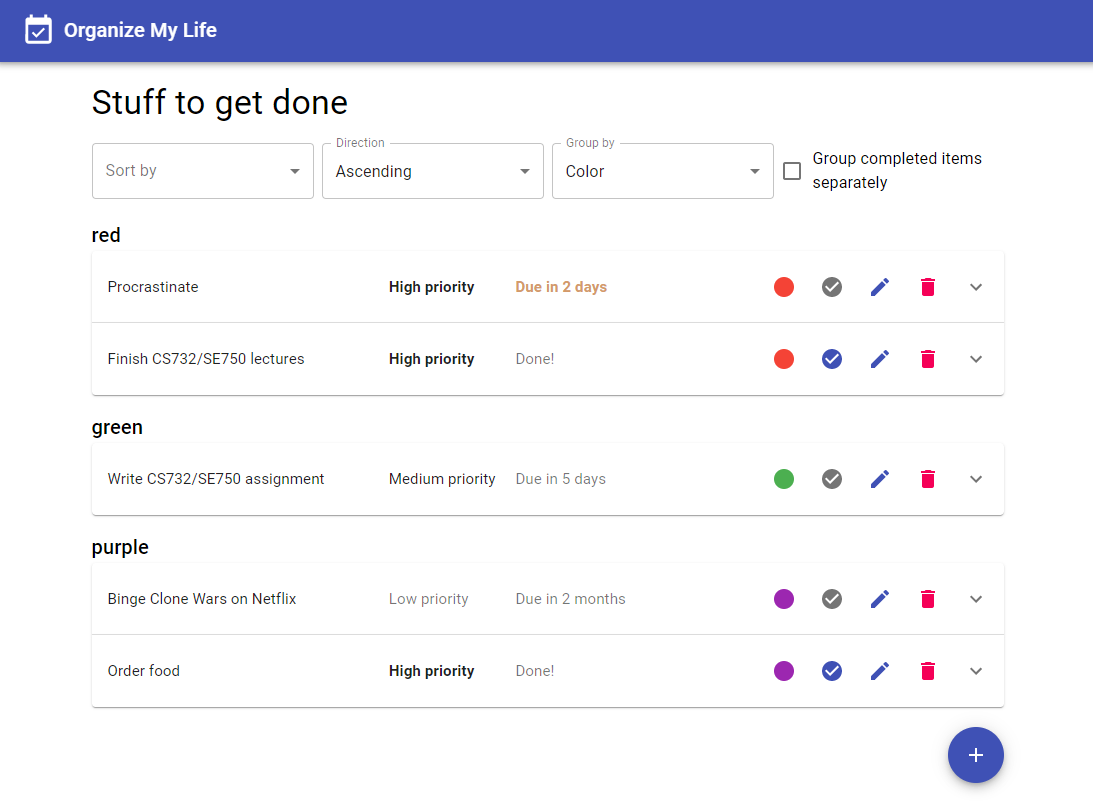 Organize My Life
Stuff to get done
Sort by
Direction
Ascending
Group by
Color
Group completed items
separately
red
Procrastinate High priority Due in 2 days
Finish CS732/SE750 lectures High priority Done!
green
Write CS732/SE750 assignment Medium priority Due in 5 days
purple
Binge Clone Wars on Netflix Low priority Due in 2 months
Order food High priority Done!